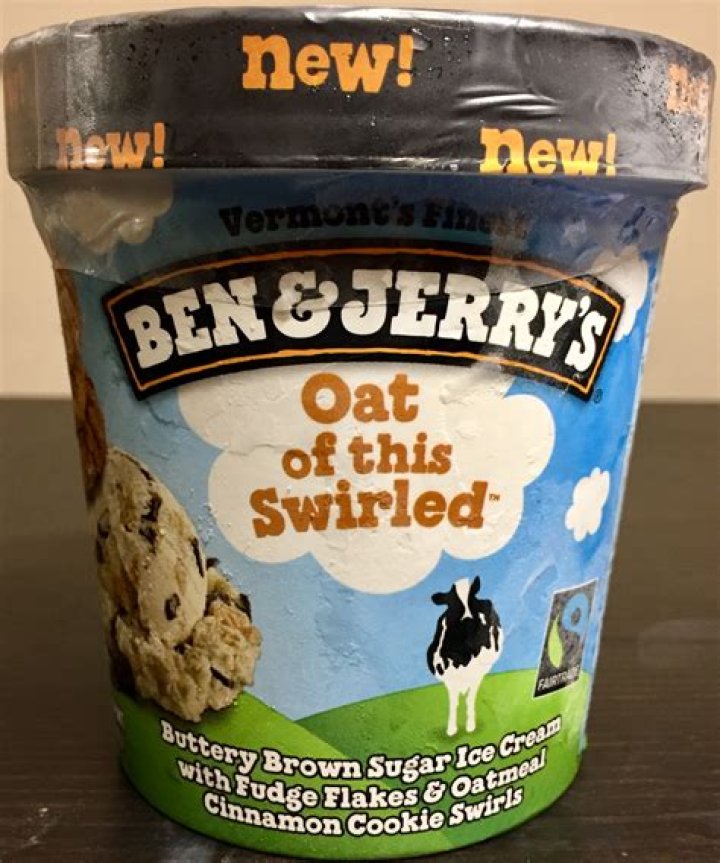 new!
new! new!
Vermont's Finest
BEN & JERRY'S
Oat
of this
Swirled™
FAIRTRADE
Buttery Brown Sugar Ice Cream
with Fudge Flakes & Oatmeal
Cinnamon Cookie Swirls